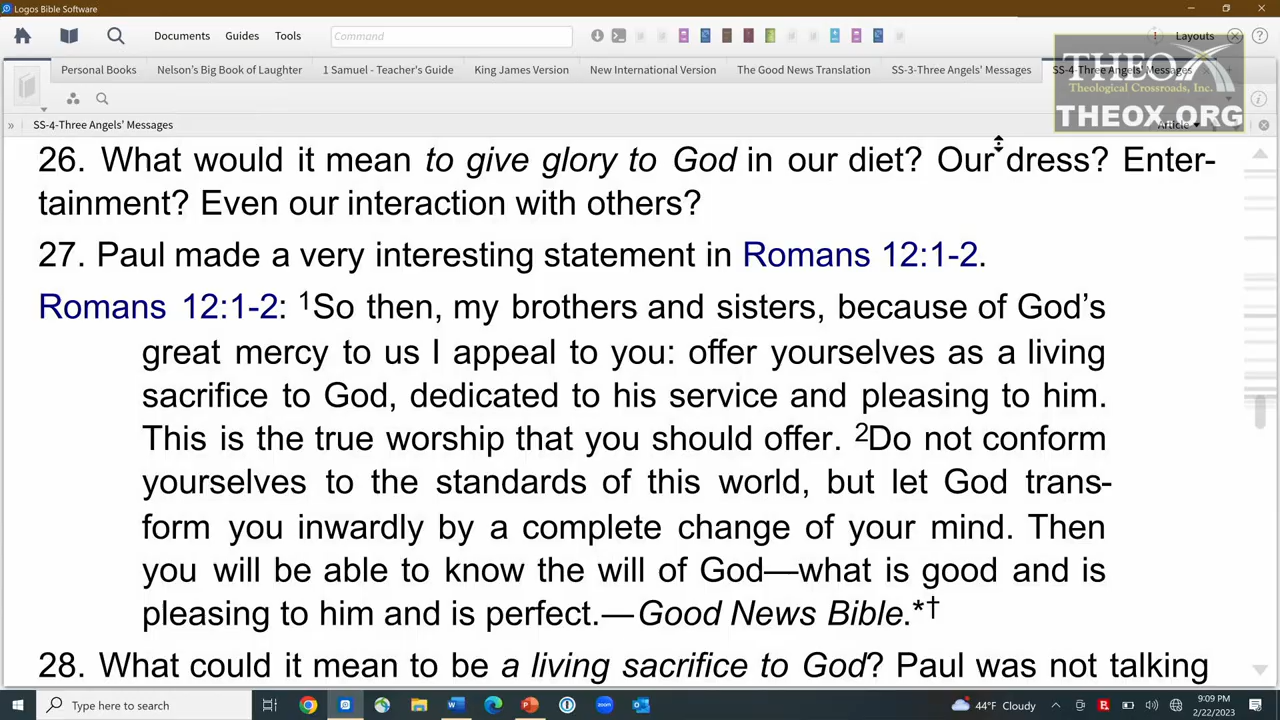 Logos Bible Software
Documents Guides Tools Command Layouts
Personal Books Nelson's Big Book of Laughter 1 Sam King James Version New International Version The Good News Translation SS-3-Three Angels' Messages SS-4-Three Angels' Messages
THEOX
Theological Crossroads, Inc.
THEOX.ORG
SS-4-Three Angels' Messages Article
26. What would it mean to give glory to God in our diet? Our dress? Enter-
tainment? Even our interaction with others?
27. Paul made a very interesting statement in Romans 12:1-2.
Romans 12:1-2: 1So then, my brothers and sisters, because of God’s
great mercy to us I appeal to you: offer yourselves as a living
sacrifice to God, dedicated to his service and pleasing to him.
This is the true worship that you should offer. 2Do not conform
yourselves to the standards of this world, but let God trans-
form you inwardly by a complete change of your mind. Then
you will be able to know the will of God—what is good and is
pleasing to him and is perfect.—Good News Bible.*†
28. What could it mean to be a living sacrifice to God? Paul was not talking
Type here to search 44°F Cloudy 9:09 PM
2/22/2023